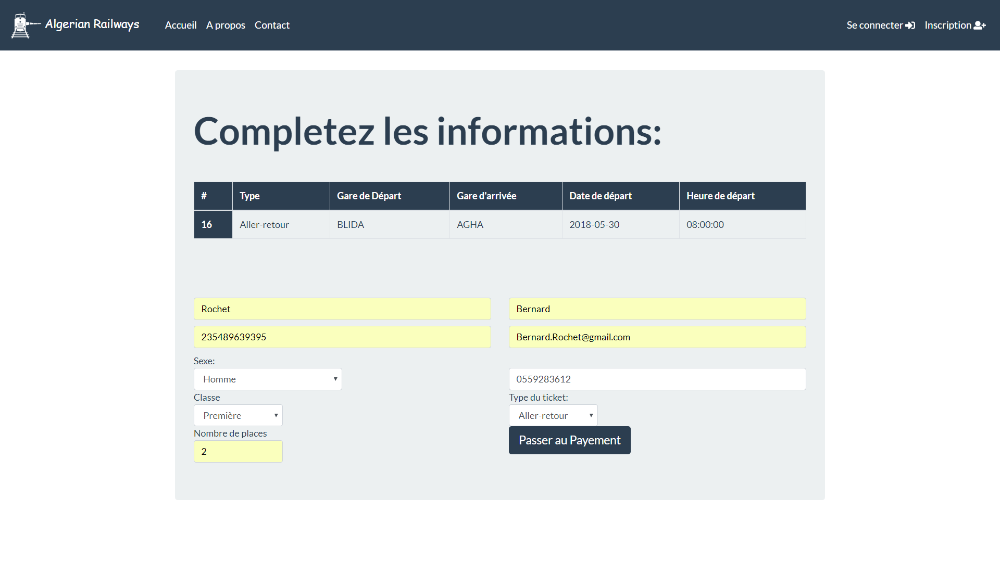 Algerian Railways Accueil A propos Contact Se connecter Inscription
Completez les informations:
# Type Gare de Départ Gare d'arrivée Date de départ Heure de départ
16 Aller-retour BLIDA AGHA 2018-05-30 08:00:00
Rochet Bernard
235489639395 Bernard.Rochet@gmail.com
Sexe:
Homme 0559283612
Classe Type du ticket:
Première Aller-retour
Nombre de places Passer au Payement
2